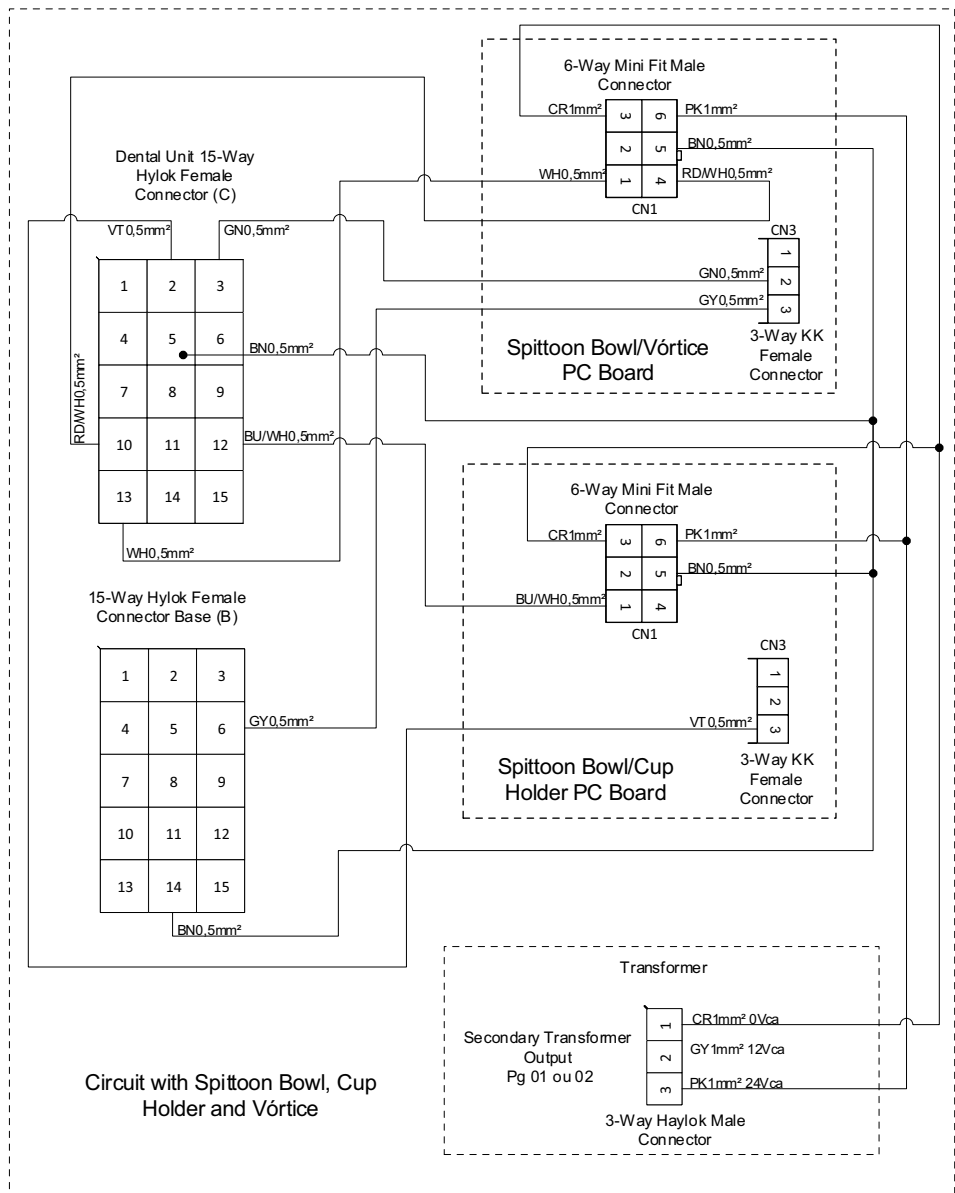 6-Way Mini Fit Male
Connector
CR1mm²
3
6
PK1mm²
2
5
BN0,5mm²
WH0,5mm²
1
4
RD/WH0,5mm²
CN1
Dental Unit 15-Way
Hylok Female
Connector (C)
VT0,5mm²
GN0,5mm²
1
2
3
4
5
6
BN0,5mm²
7
8
9
RD/WH0,5mm²
10
11
12
BU/WH0,5mm²
13
14
15
WH0,5mm²
CN3
1
GN0,5mm²
2
GY0,5mm²
3
3-Way KK
Female
Connector
Spittoon Bowl/Vórtice
PC Board
6-Way Mini Fit Male
Connector
CR1mm²
3
6
PK1mm²
2
5
BN0,5mm²
BU/WH0,5mm²
1
4
CN1
15-Way Hylok Female
Connector Base (B)
1
2
3
4
5
6
GY0,5mm²
7
8
9
10
11
12
13
14
15
BN0,5mm²
CN3
1
2
VT0,5mm²
3
3-Way KK
Female
Connector
Spittoon Bowl/Cup
Holder PC Board
Transformer
Secondary Transformer
Output
Pg 01 ou 02
1
CR1mm² 0Vca
2
GY1mm² 12Vca
3
PK1mm² 24Vca
3-Way Haylok Male
Connector
Circuit with Spittoon Bowl, Cup
Holder and Vórtice